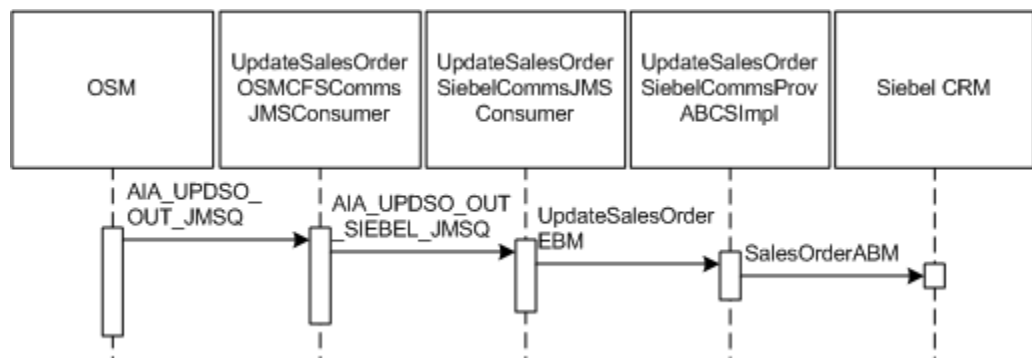 OSM
UpdateSalesOrder
OSMCFSComms
JMSConsumer
UpdateSalesOrder
SiebelCommsJMS
Consumer
UpdateSalesOrder
SiebelCommsProv
ABCSImpl
Siebel CRM
AIA_UPDSO_
OUT_JMSQ
AIA_UPDSO_OUT
_SIEBEL_JMSQ
UpdateSalesOrder
EBM
SalesOrderABM